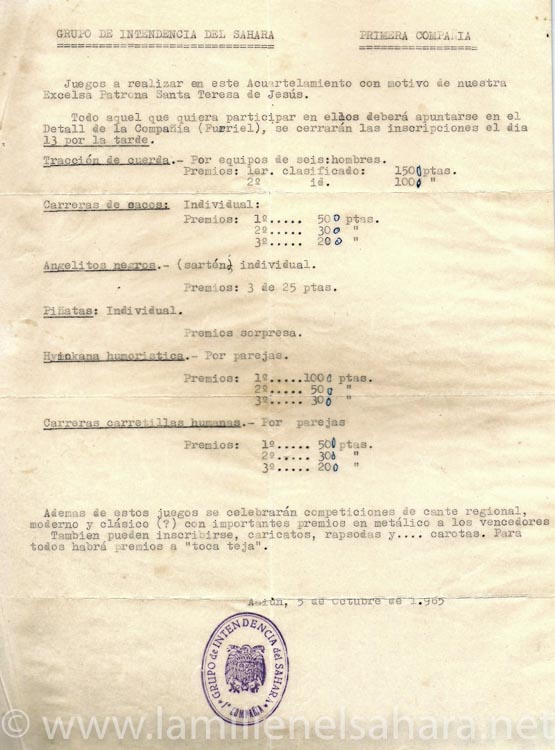 GRUPO DE INTENDENCIA DEL SAHARA PRIMERA COMPAÑIA
Juegos a realizar en este Acuartelamiento con motivo de nuestra
Excelsa Patrona Santa Teresa de Jesús.
Todo aquel que quiera participar en ellos deberá apuntarse en el
Detall de la Compañia (Furriel), se cerrarán las inscripciones el dia
13 por la tarde.
Tracción de cuerda.- Por equipos de seis:hombres.
Premios: 1er. clasificado: 1500ptas.
2º id. 1000 "
Carreras de sacos: Individual:
Premios: 1º..... 500 ptas.
2º..... 300 "
3º..... 200 "
Angelitos negros.- (sartén) individual.
Premios: 3 de 25 ptas.
Piñatas: Individual.
Premios sorpresa.
humoristica.- Por parejas.
Premios: 1º.....1000 ptas.
2º..... 500 "
3º..... 300 "
Carreras carretillas humanas.- Por parejas
Premios: 1º..... 500 ptas.
2º..... 300 "
3º..... 200 "
Ademas de estos juegos se celebrarán competiciones de cante regional,
moderno y clásico (?) con importantes premios en metálico a los vencedores
Tambien pueden inscribirse, caricatos, rapsodas y.... carotas. Para
todos habrá premios a "toca teja".
Aaiún, 5 de Octubre de 1.965
GRUPO de INTENDENCIA del SAHARA
1ª COMPAÑIA
© www.lamilienelsahara.net